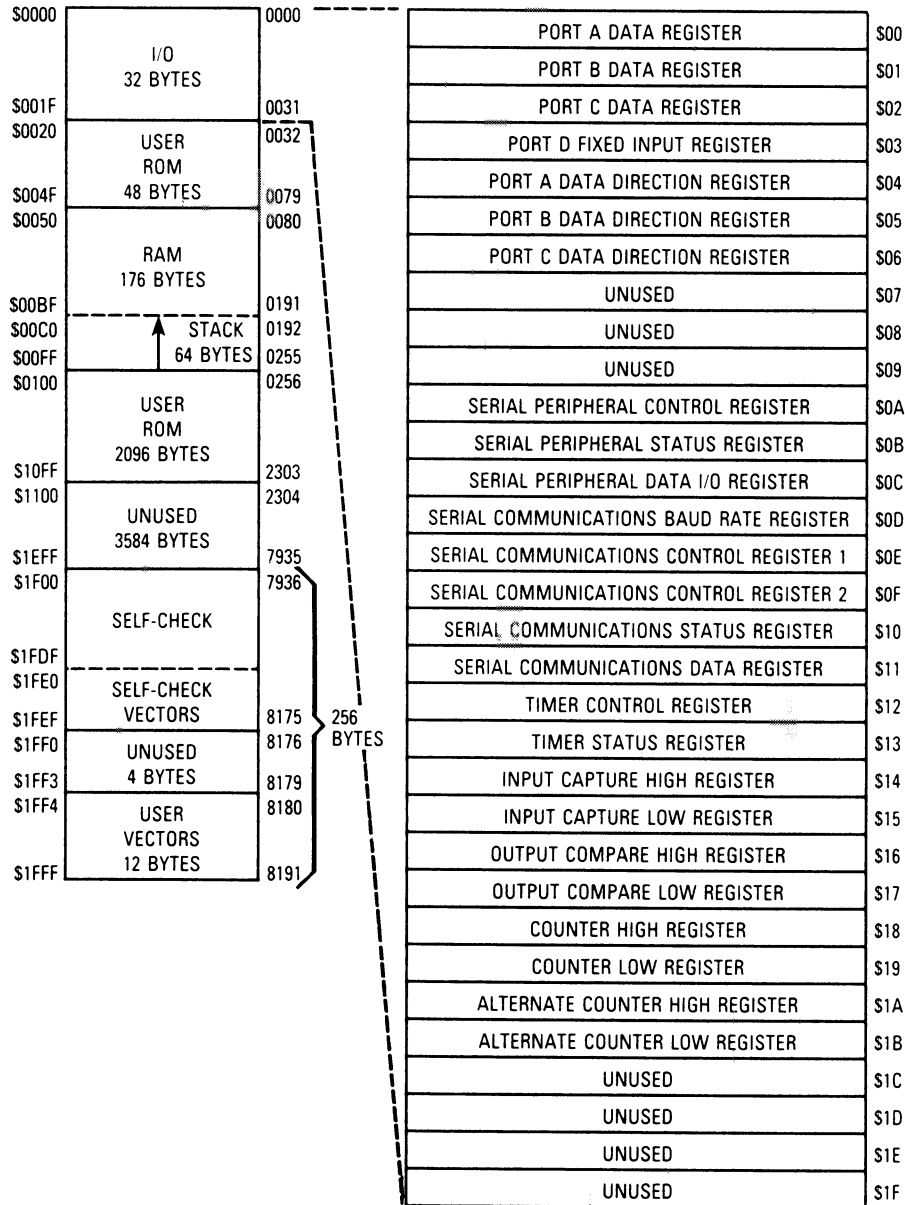 $0000 0000
I/O
32 BYTES
$001F 0031
$0020 0032
USER
ROM
48 BYTES
$004F 0079
$0050 0080
RAM
176 BYTES
$00BF 0191
$00C0 STACK 0192
$00FF 64 BYTES 0255
$0100 0256
USER
ROM
2096 BYTES
$10FF 2303
$1100 2304
UNUSED
3584 BYTES
$1EFF 7935
$1F00 7936
SELF-CHECK
$1FDF
$1FE0
SELF-CHECK
VECTORS
$1FEF 8175
$1FF0 8176
UNUSED
4 BYTES
$1FF3 8179
$1FF4 8180
USER
VECTORS
12 BYTES
$1FFF 8191
256
BYTES
PORT A DATA REGISTER $00
PORT B DATA REGISTER $01
PORT C DATA REGISTER $02
PORT D FIXED INPUT REGISTER $03
PORT A DATA DIRECTION REGISTER $04
PORT B DATA DIRECTION REGISTER $05
PORT C DATA DIRECTION REGISTER $06
UNUSED $07
UNUSED $08
UNUSED $09
SERIAL PERIPHERAL CONTROL REGISTER $0A
SERIAL PERIPHERAL STATUS REGISTER $0B
SERIAL PERIPHERAL DATA I/O REGISTER $0C
SERIAL COMMUNICATIONS BAUD RATE REGISTER $0D
SERIAL COMMUNICATIONS CONTROL REGISTER 1 $0E
SERIAL COMMUNICATIONS CONTROL REGISTER 2 $0F
SERIAL COMMUNICATIONS STATUS REGISTER $10
SERIAL COMMUNICATIONS DATA REGISTER $11
TIMER CONTROL REGISTER $12
TIMER STATUS REGISTER $13
INPUT CAPTURE HIGH REGISTER $14
INPUT CAPTURE LOW REGISTER $15
OUTPUT COMPARE HIGH REGISTER $16
OUTPUT COMPARE LOW REGISTER $17
COUNTER HIGH REGISTER $18
COUNTER LOW REGISTER $19
ALTERNATE COUNTER HIGH REGISTER $1A
ALTERNATE COUNTER LOW REGISTER $1B
UNUSED $1C
UNUSED $1D
UNUSED $1E
UNUSED $1F